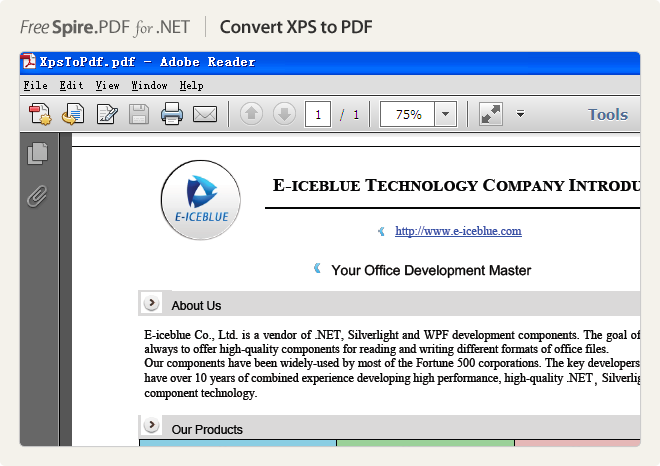 Free Spire.PDF for .NET | Convert XPS to PDF
XpsToPdf.pdf - Adobe Reader
File Edit View Window Help
1 / 1 75% Tools
E-ICEBLUE
E-ICEBLUE TECHNOLOGY COMPANY INTRODU
http://www.e-iceblue.com
Your Office Development Master
About Us
E-iceblue Co., Ltd. is a vendor of .NET, Silverlight and WPF development components. The goal of
always to offer high-quality components for reading and writing different formats of office files.
Our components have been widely-used by most of the Fortune 500 corporations. The key developers
have over 10 years of combined experience developing high performance, high-quality .NET, Silverlig
component technology.
Our Products